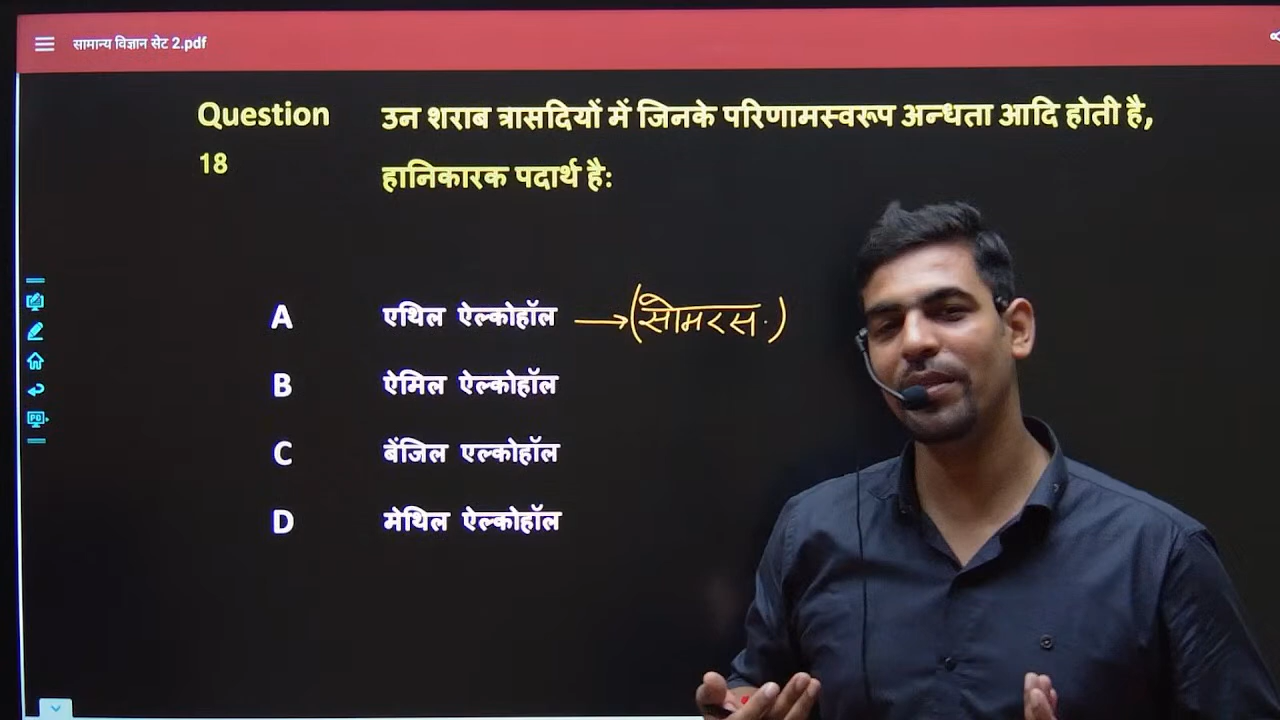 सामान्य विज्ञान सेट 2.pdf
Question 18
उन शराब त्रासदियों में जिनके परिणामस्वरूप अन्धता आदि होती है,
हानिकारक पदार्थ है:
A एथिल ऐल्कोहॉल → (सोमरस.)
B ऐमिल ऐल्कोहॉल
C बेंजिल एल्कोहॉल
D मेथिल ऐल्कोहॉल
PD